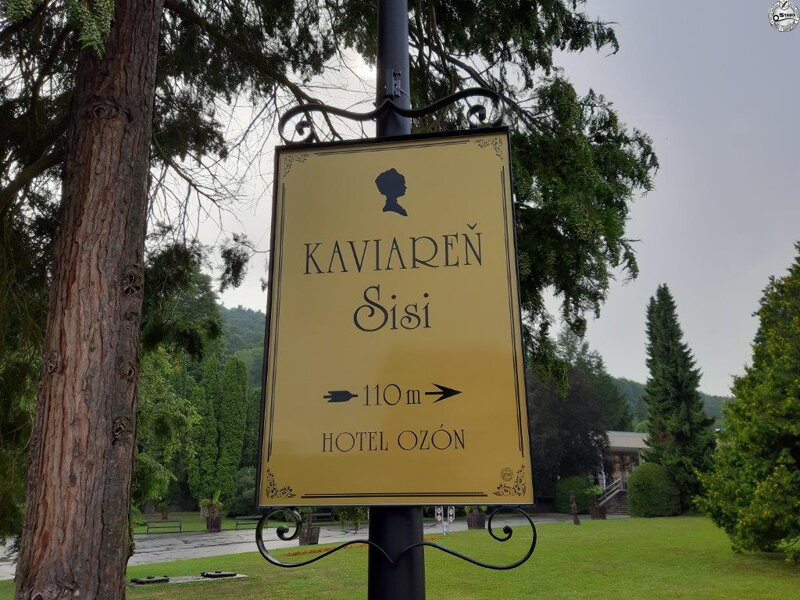 KAVIAREŇ
Sisi
110 m
HOTEL OZÓN